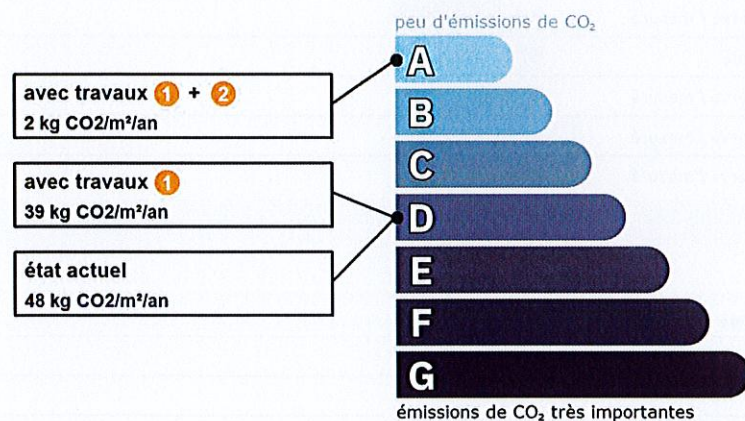 peu d'émissions de CO₂
avec travaux 1 + 2
2 kg CO2/m²/an
avec travaux 1
39 kg CO2/m²/an
état actuel
48 kg CO2/m²/an
A
B
C
D
E
F
G
émissions de CO₂ très importantes